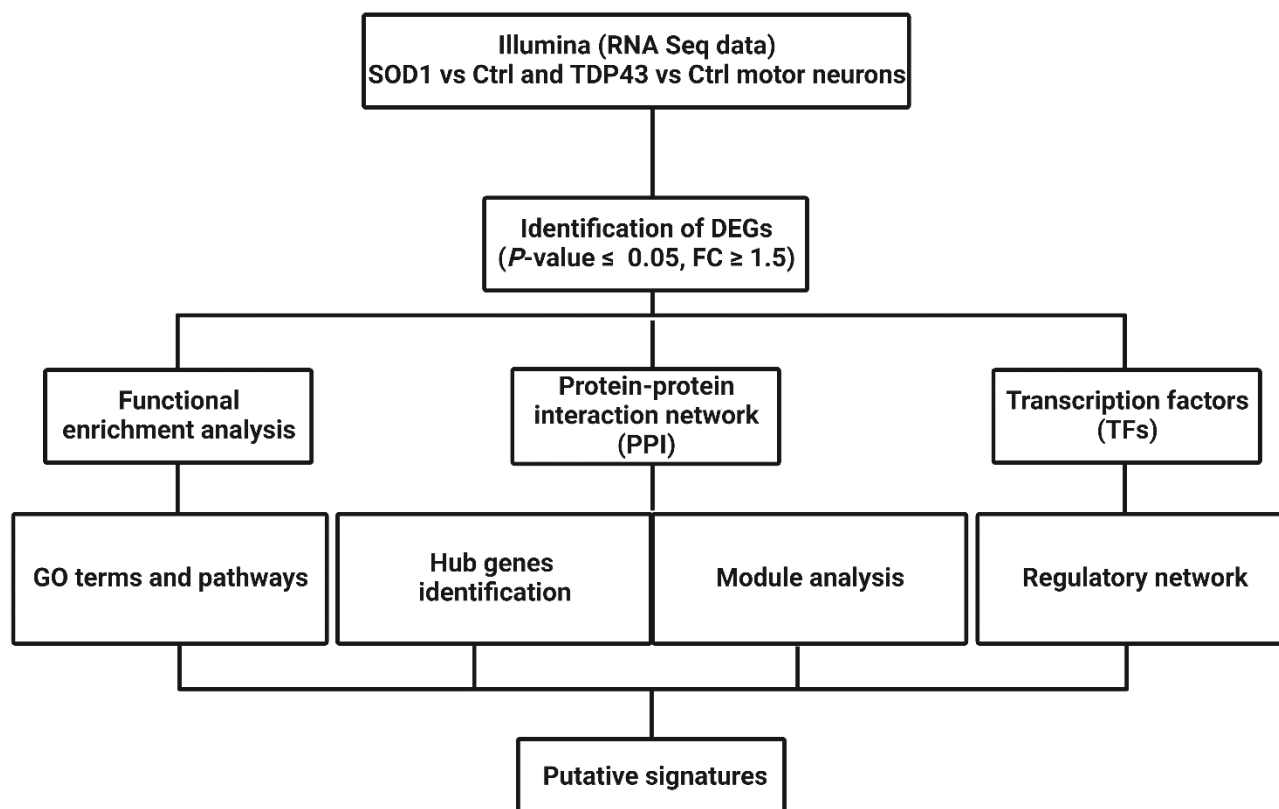 Illumina (RNA Seq data)
SOD1 vs Ctrl and TDP43 vs Ctrl motor neurons
Identification of DEGs
(P-value ≤ 0.05, FC ≥ 1.5)
Functional
enrichment analysis
Protein-protein
interaction network
(PPI)
Transcription factors
(TFs)
GO terms and pathways
Hub genes
identification
Module analysis
Regulatory network
Putative signatures